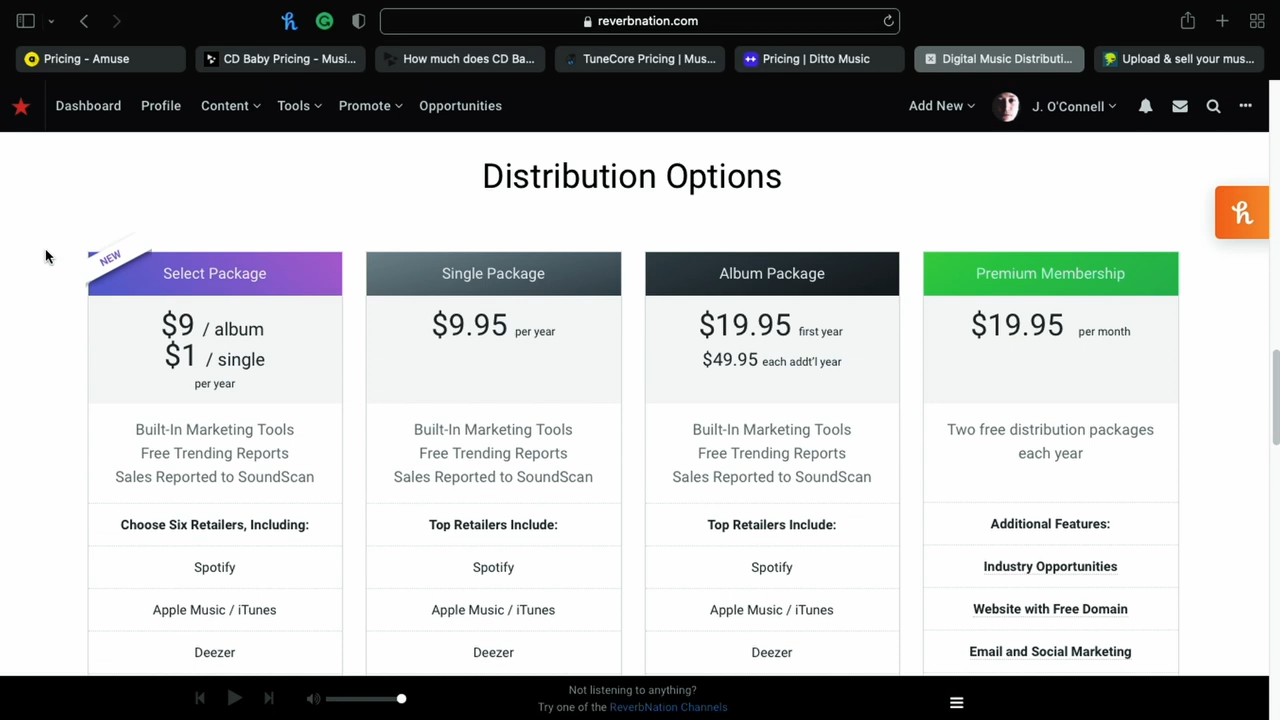 reverbnation.com
Pricing - Amuse
CD Baby Pricing - Musi...
How much does CD Ba...
TuneCore Pricing | Mus...
Pricing | Ditto Music
Digital Music Distributi...
Upload & sell your mus...
Dashboard
Profile
Content
Tools
Promote
Opportunities
Add New
J. O'Connell
Distribution Options
NEW
Select Package
$9 / album
$1 / single
per year
Built-In Marketing Tools
Free Trending Reports
Sales Reported to SoundScan
Choose Six Retailers, Including:
Spotify
Apple Music / iTunes
Deezer
Single Package
$9.95 per year
Built-In Marketing Tools
Free Trending Reports
Sales Reported to SoundScan
Top Retailers Include:
Spotify
Apple Music / iTunes
Deezer
Album Package
$19.95 first year
$49.95 each addt'l year
Built-In Marketing Tools
Free Trending Reports
Sales Reported to SoundScan
Top Retailers Include:
Spotify
Apple Music / iTunes
Deezer
Premium Membership
$19.95 per month
Two free distribution packages
each year
Additional Features:
Industry Opportunities
Website with Free Domain
Email and Social Marketing
Not listening to anything?
Try one of the ReverbNation Channels